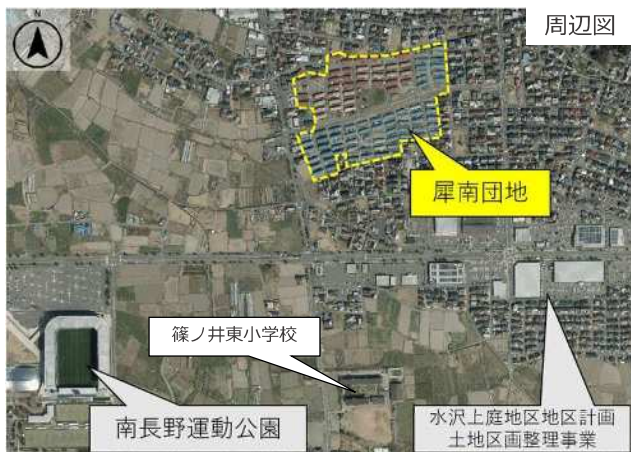 周辺図
N
犀南団地
篠ノ井東小学校
南長野運動公園
水沢上庭地区地区計画
土地区画整理事業